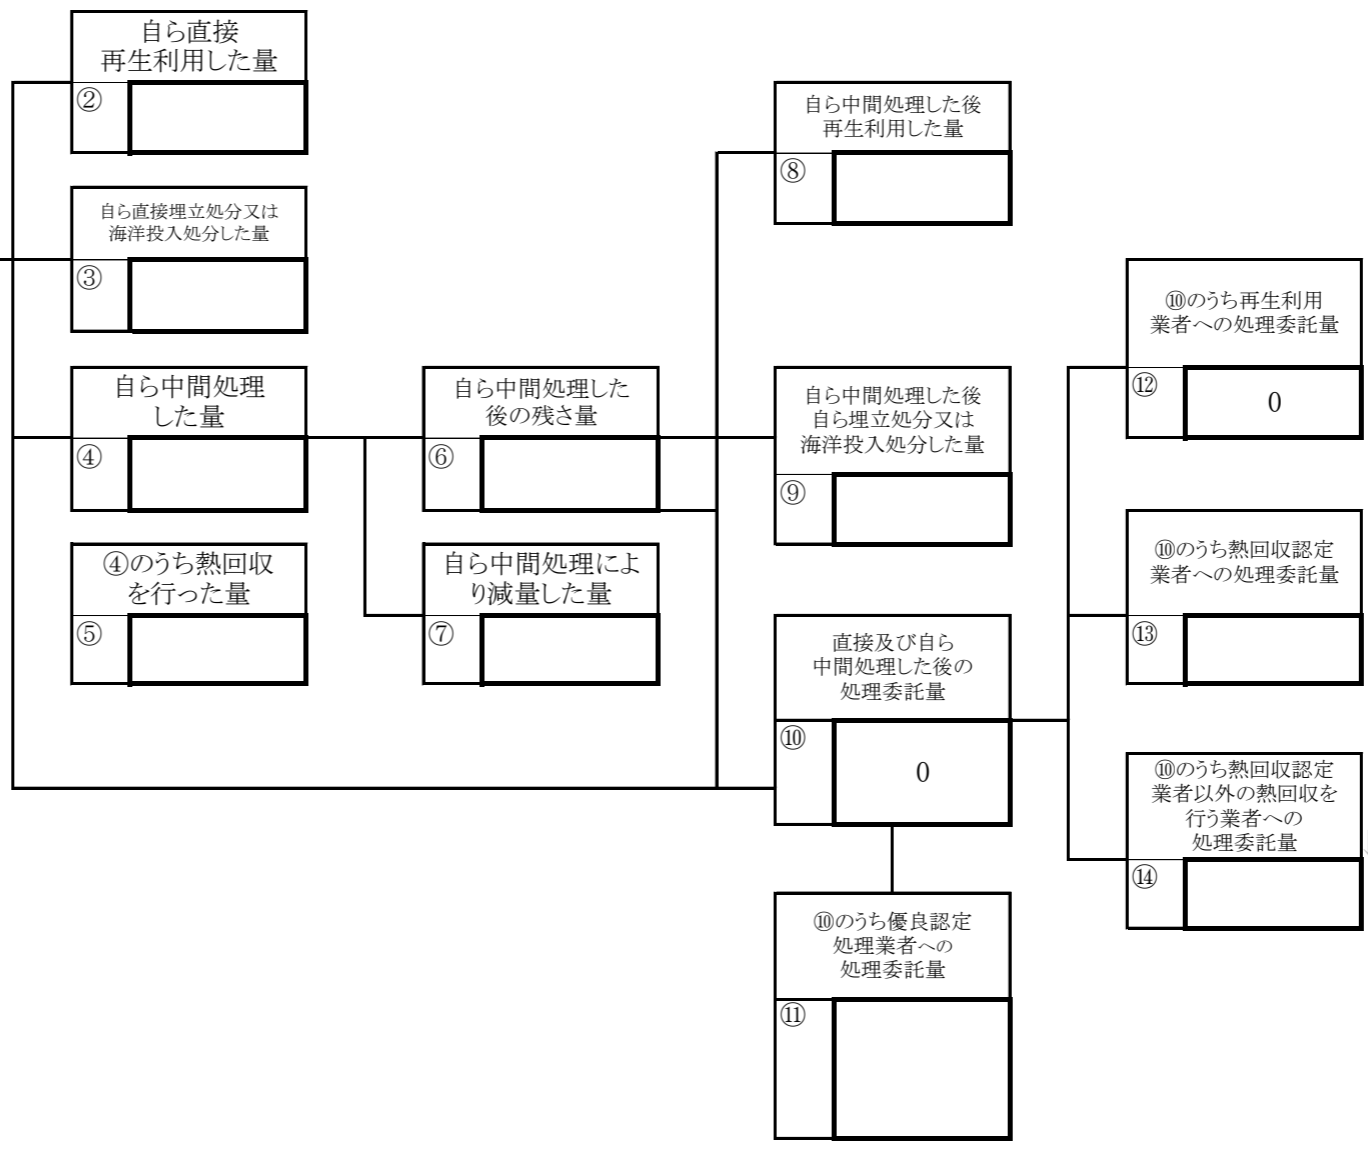 自ら直接
再生利用した量
②
自ら直接埋立処分又は
海洋投入処分した量
③
自ら中間処理
した量
④
④のうち熱回収
を行った量
⑤
自ら中間処理した
後の残さ量
⑥
自ら中間処理によ
り減量した量
⑦
自ら中間処理した後
再生利用した量
⑧
自ら中間処理した後
自ら埋立処分又は
海洋投入処分した量
⑨
直接及び自ら
中間処理した後の
処理委託量
⑩
0
⑩のうち優良認定
処理業者への
処理委託量
⑪
⑩のうち再生利用
業者への処理委託量
⑫
0
⑩のうち熱回収認定
業者への処理委託量
⑬
⑩のうち熱回収認定
業者以外の熱回収を
行う業者への
処理委託量
⑭